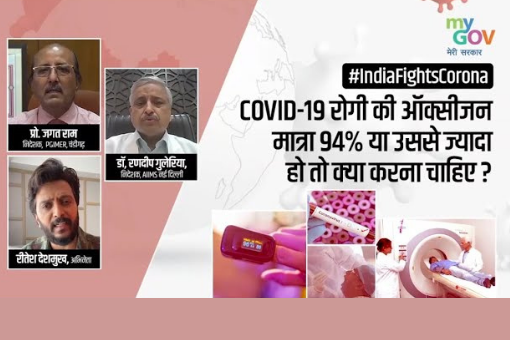 my
GOV
मेरी सरकार
#IndiaFightsCorona
COVID-19 रोगी की ऑक्सीजन
मात्रा 94% या उससे ज्यादा
हो तो क्या करना चाहिए ?
प्रो. जगत राम
निदेशक, PGIMER, चंडीगढ़
डॉ. रणदीप गुलेरिया,
निदेशक, AIIMS नई दिल्ली
रीतेश देशमुख, अभिनेता